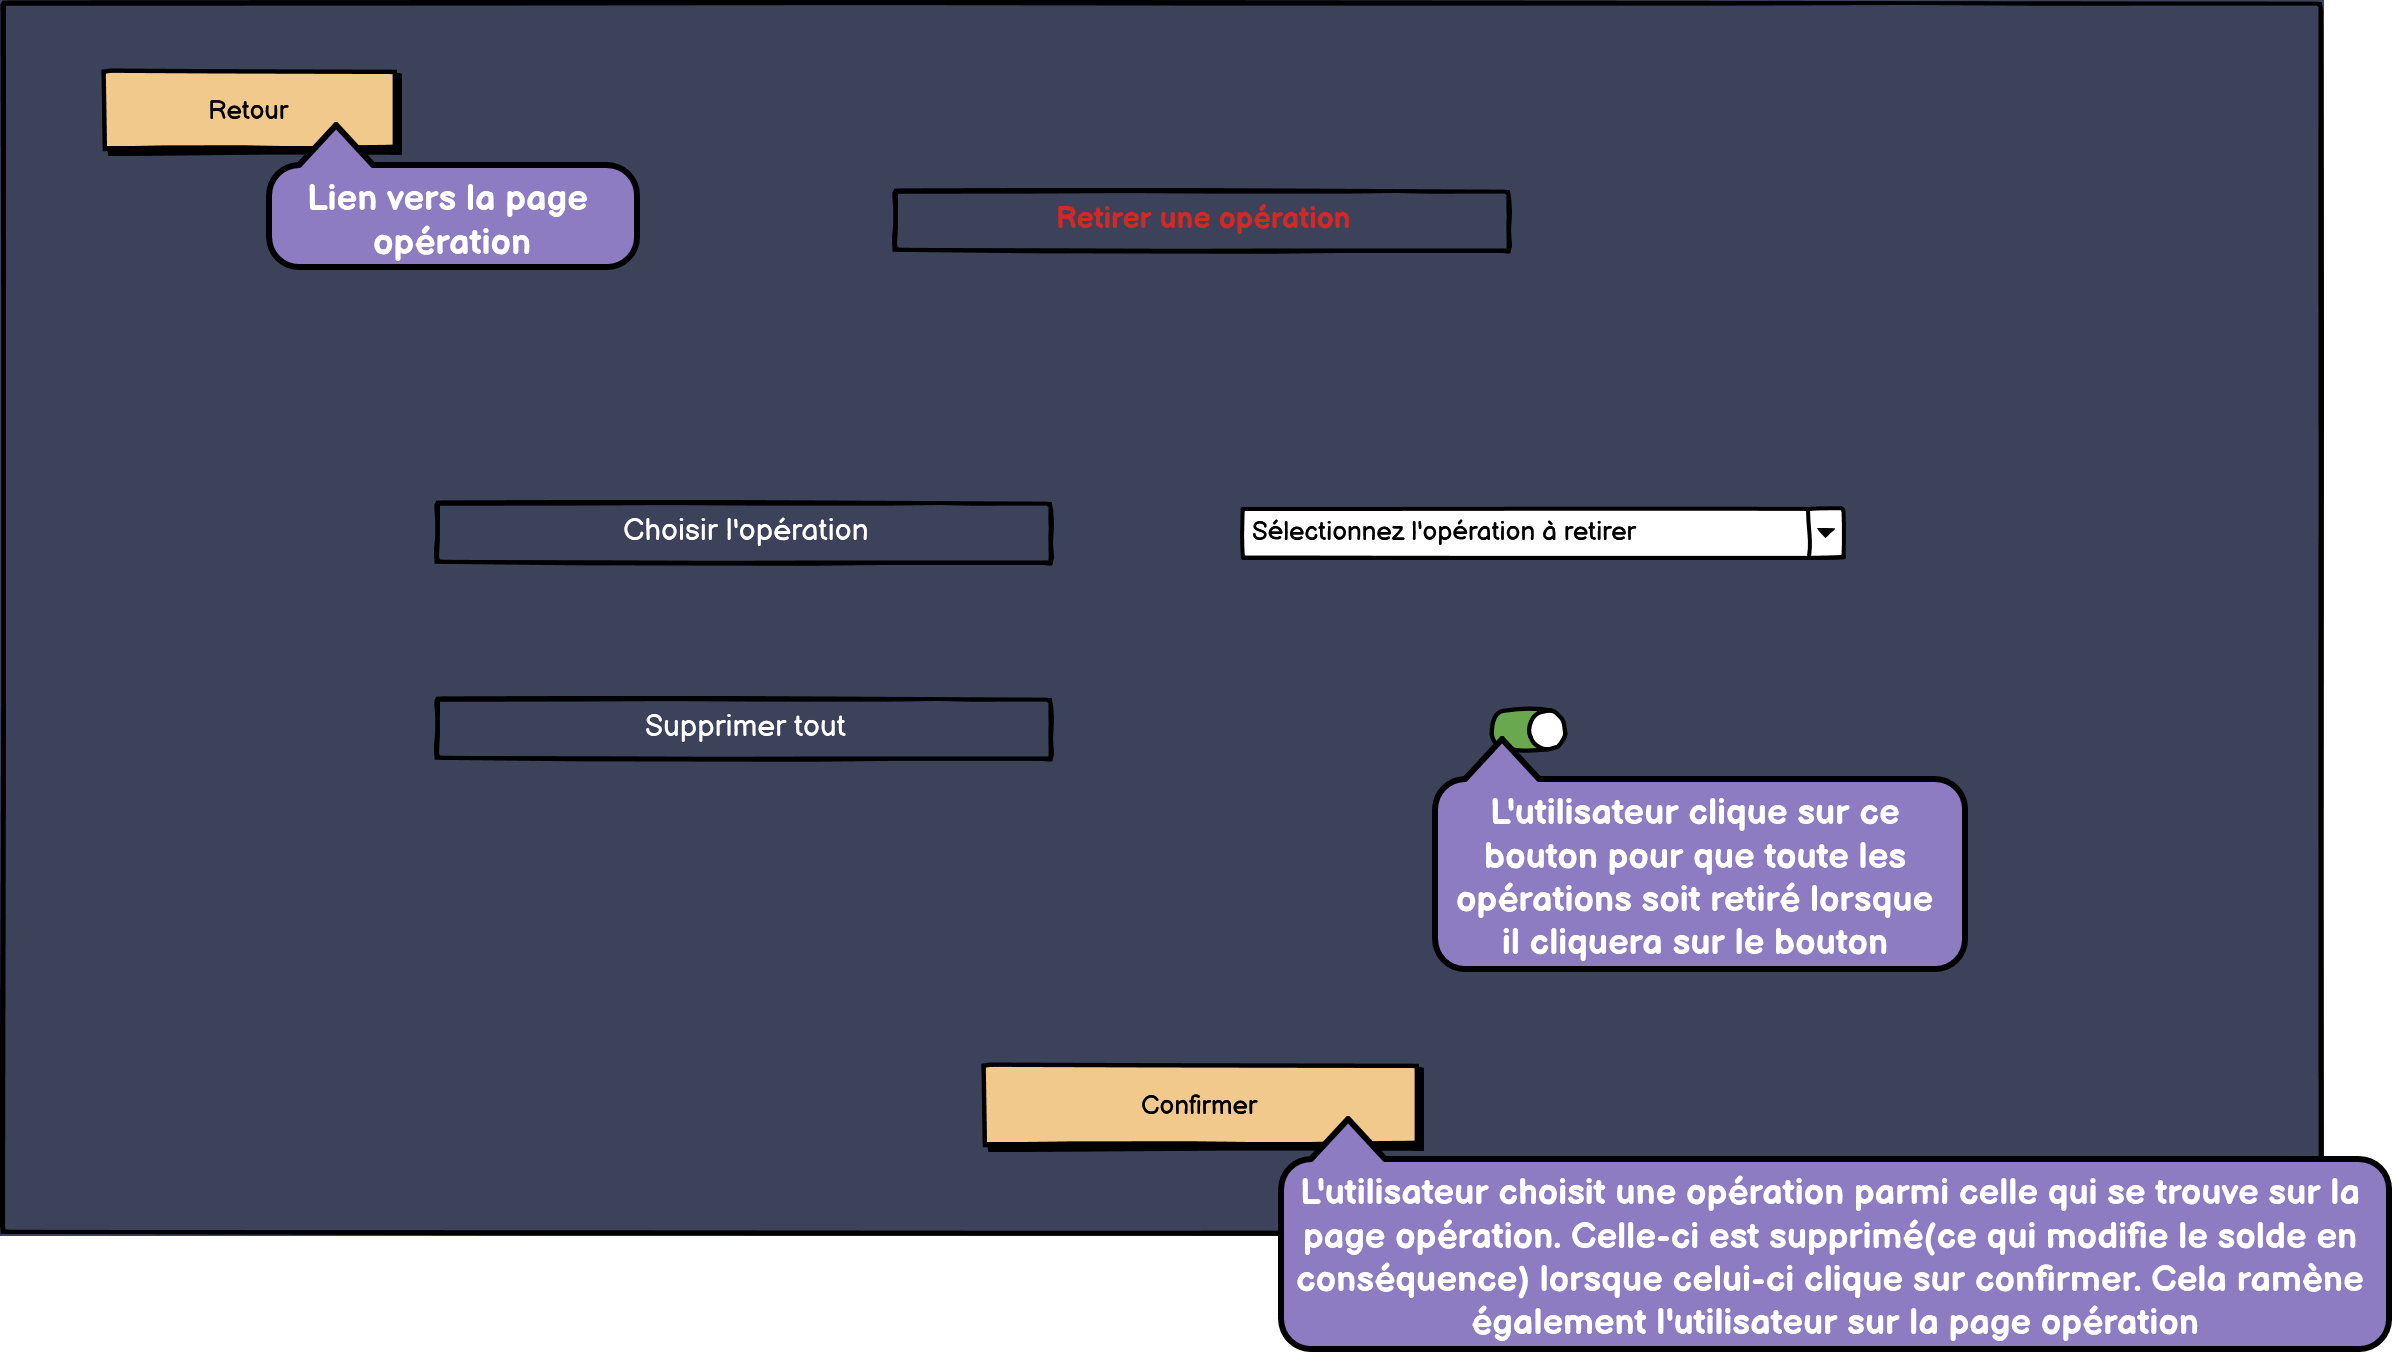 Retour
Lien vers la page
opération
Retirer une opération
Choisir l'opération
Sélectionnez l'opération à retirer
Supprimer tout
L'utilisateur clique sur ce
bouton pour que toute les
opérations soit retiré lorsque
il cliquera sur le bouton
Confirmer
L'utilisateur choisit une opération parmi celle qui se trouve sur la
page opération. Celle-ci est supprimé(ce qui modifie le solde en
conséquence) lorsque celui-ci clique sur confirmer. Cela ramène
également l'utilisateur sur la page opération